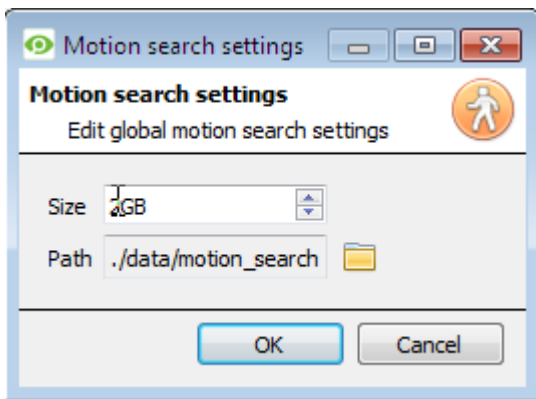 Motion search settings
Motion search settings
Edit global motion search settings
Size GB
Path ./data/motion_search
OK Cancel